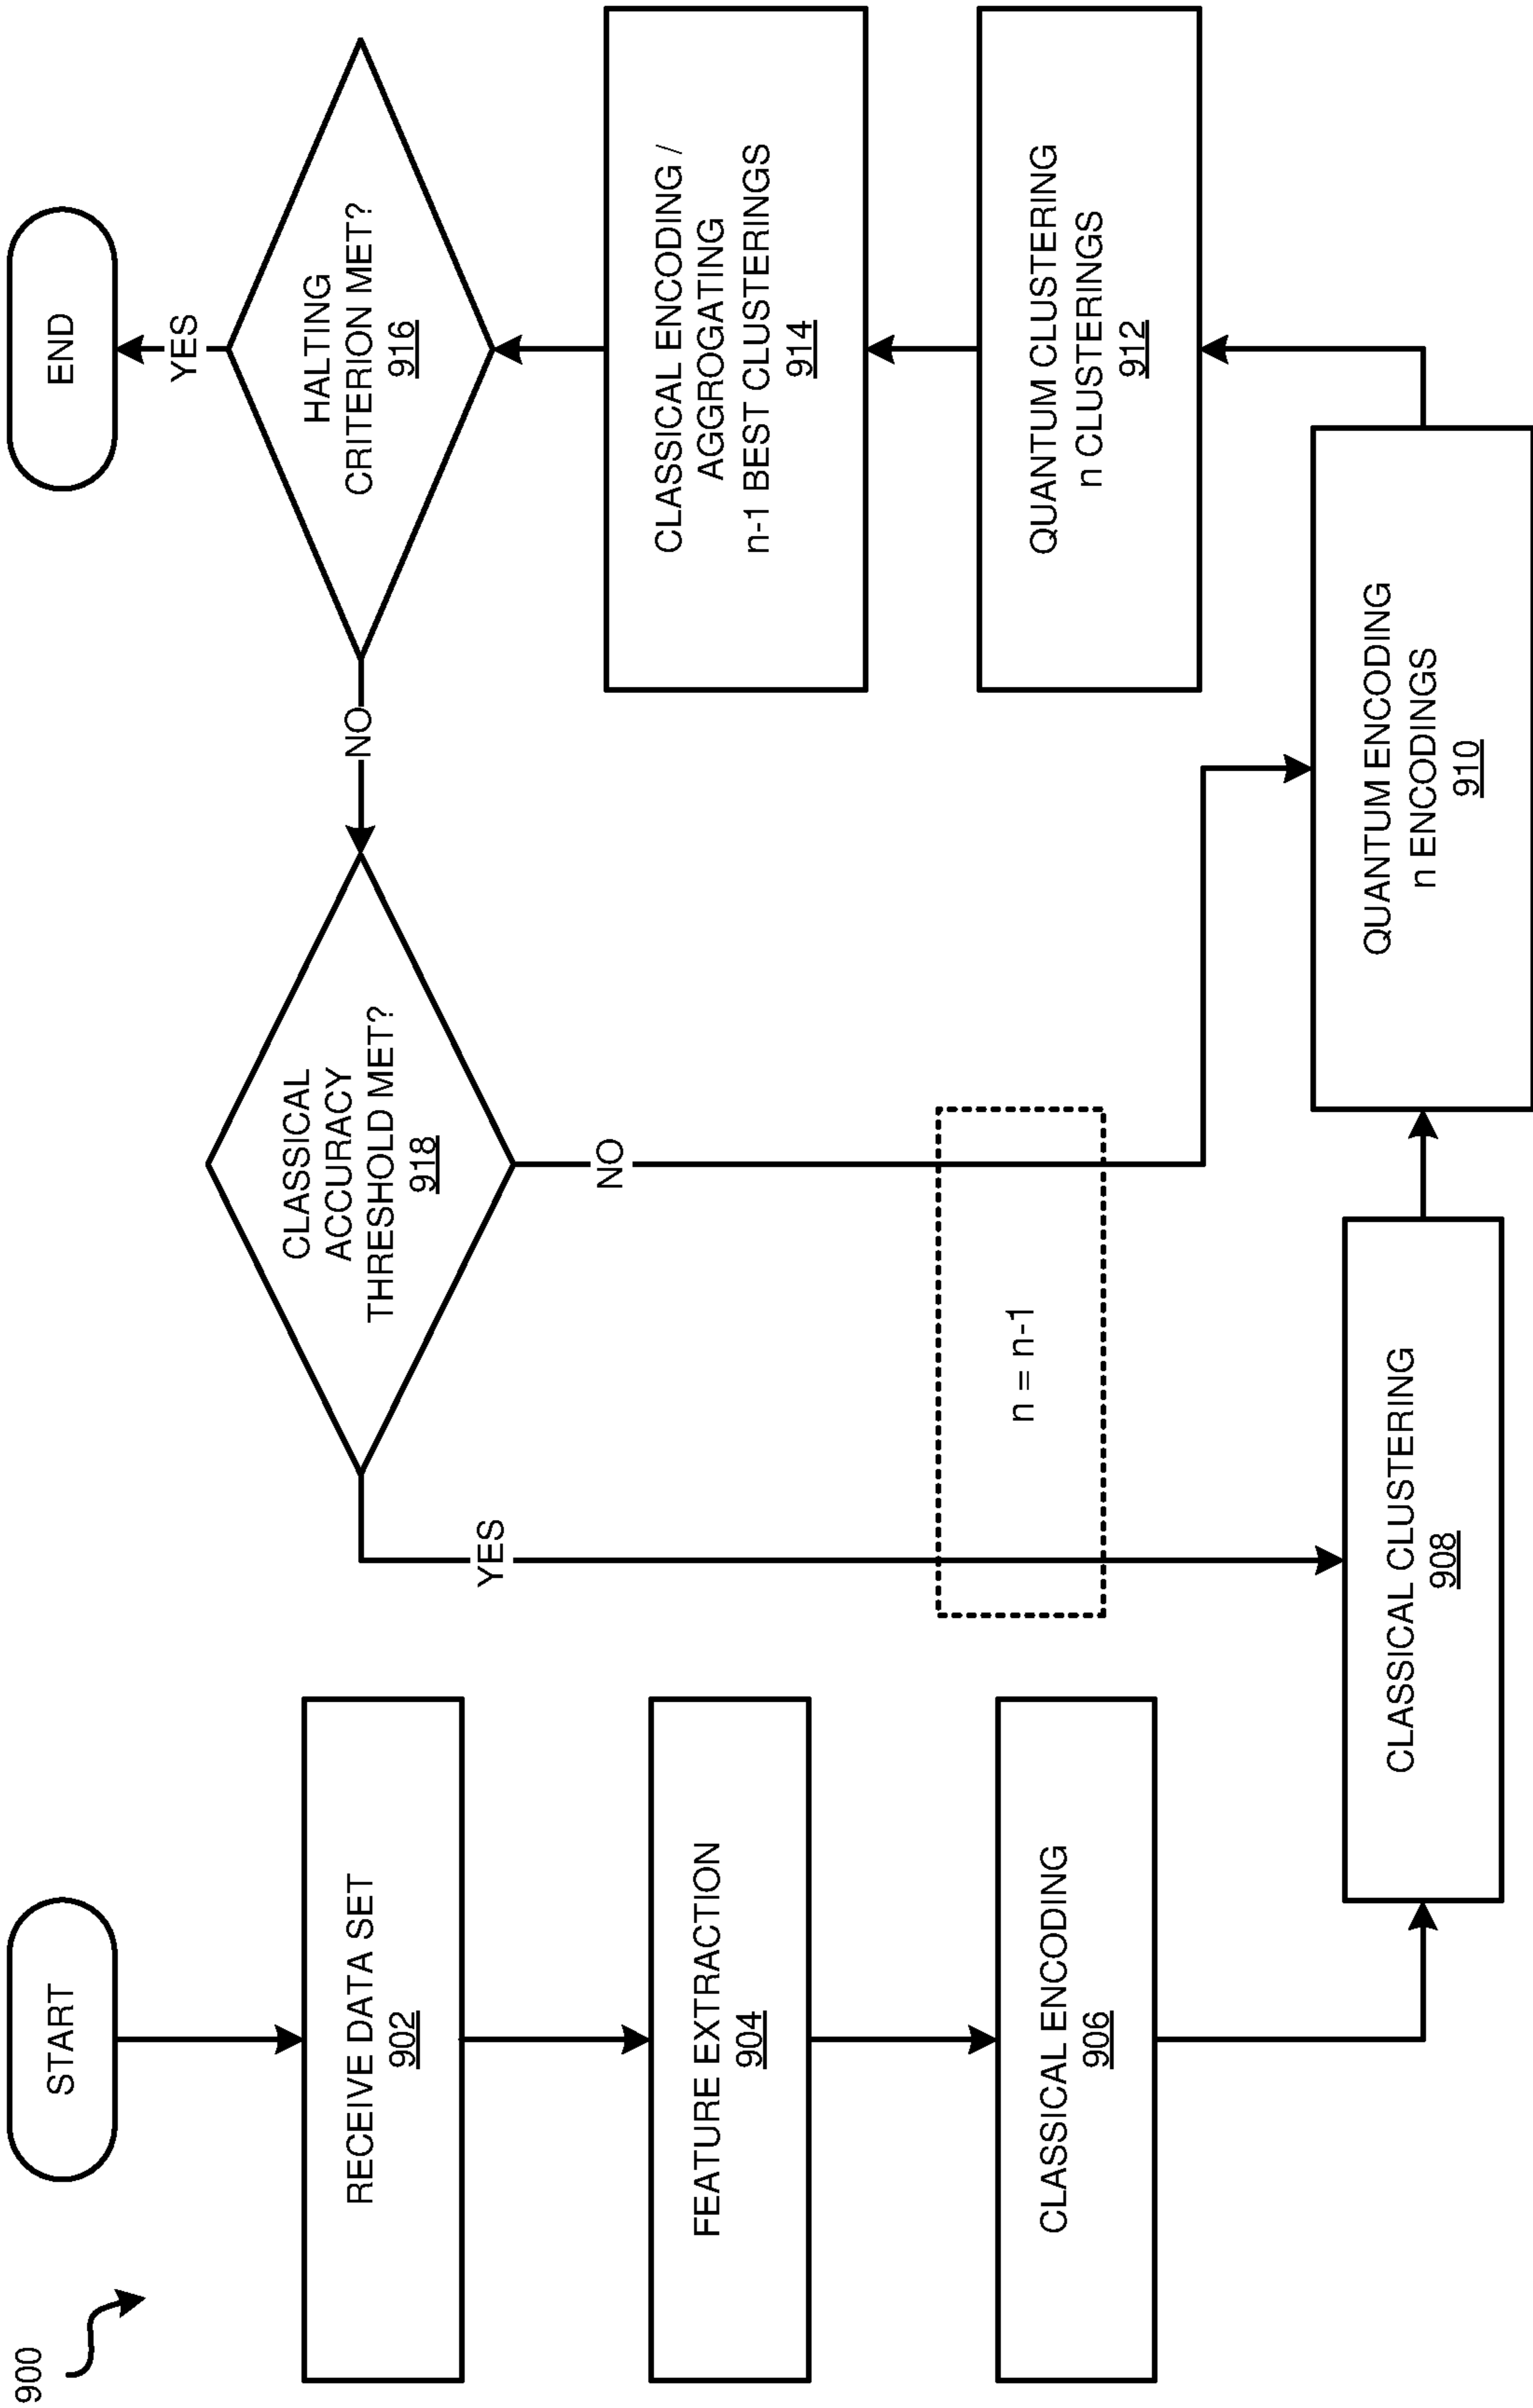 900
START
RECEIVE DATA SET
902
FEATURE EXTRACTION
904
CLASSICAL ENCODING
906
CLASSICAL CLUSTERING
908
QUANTUM ENCODING
n ENCODINGS
910
QUANTUM CLUSTERING
n CLUSTERINGS
912
CLASSICAL ENCODING /
AGGROGATING
n-1 BEST CLUSTERINGS
914
HALTING
CRITERION MET?
916
YES
END
NO
CLASSICAL
ACCURACY
THRESHOLD MET?
918
YES
NO
n = n-1